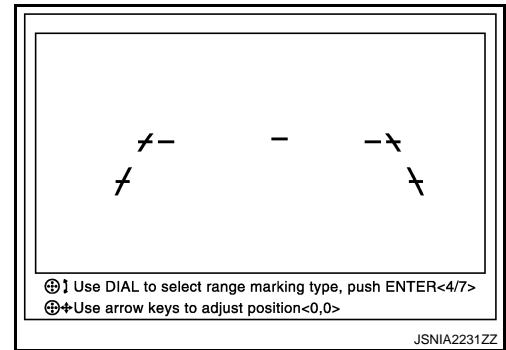 Use DIAL to select range marking type, push ENTER<4/7>
Use arrow keys to adjust position<0,0>
JSNIA2231ZZ